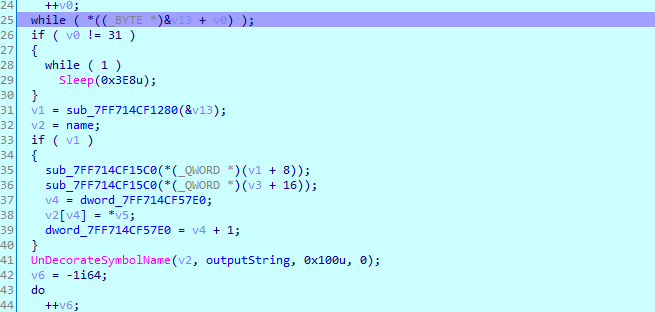 24 ++v0;
25 while ( *((_BYTE *)&v13 + v0) );
26 if ( v0 != 31 )
27 {
28 while ( 1 )
29 Sleep(0x3E8u);
30 }
31 v1 = sub_7FF714CF1280(&v13);
32 v2 = name;
33 if ( v1 )
34 {
35 sub_7FF714CF15C0(*(_QWORD *)(v1 + 8));
36 sub_7FF714CF15C0(*(_QWORD *)(v3 + 16));
37 v4 = dword_7FF714CF57E0;
38 v2[v4] = *v5;
39 dword_7FF714CF57E0 = v4 + 1;
40 }
41 UnDecorateSymbolName(v2, outputString, 0x100u, 0);
42 v6 = -1i64;
43 do
44 ++v6;